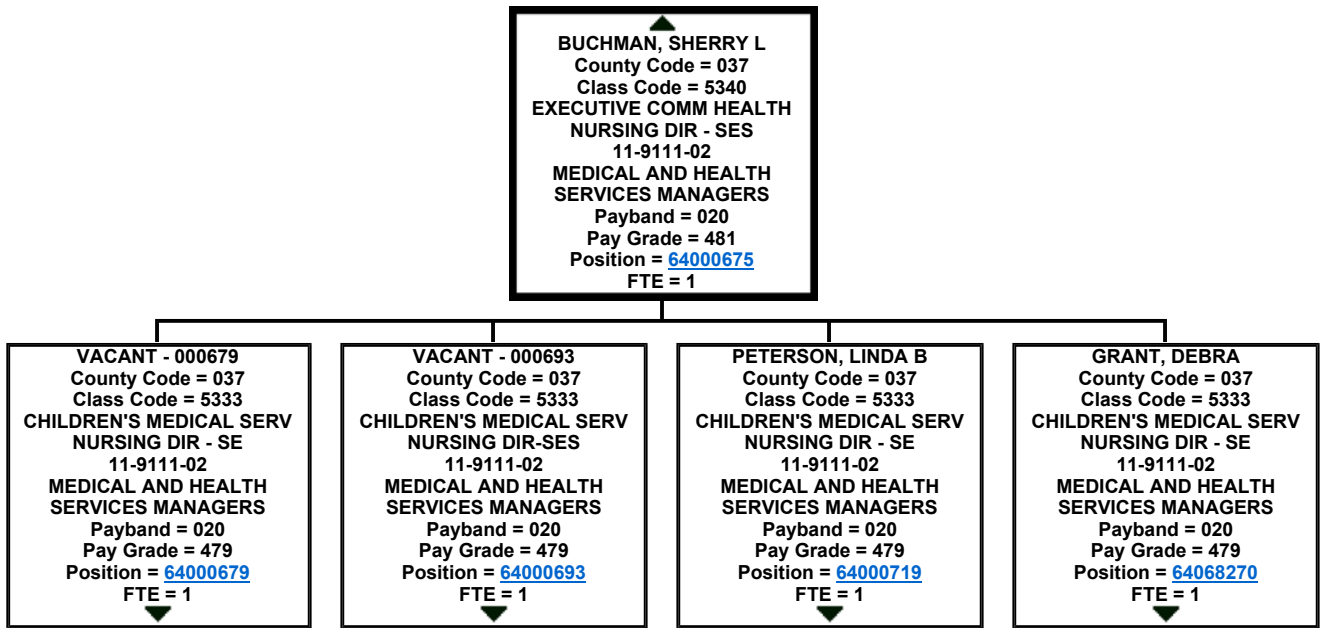 BUCHMAN, SHERRY L
County Code = 037
Class Code = 5340
EXECUTIVE COMM HEALTH
NURSING DIR - SES
11-9111-02
MEDICAL AND HEALTH
SERVICES MANAGERS
Payband = 020
Pay Grade = 481
Position = 64000675
FTE = 1
VACANT - 000679
County Code = 037
Class Code = 5333
CHILDREN'S MEDICAL SERV
NURSING DIR - SE
11-9111-02
MEDICAL AND HEALTH
SERVICES MANAGERS
Payband = 020
Pay Grade = 479
Position = 64000679
FTE = 1
VACANT - 000693
County Code = 037
Class Code = 5333
CHILDREN'S MEDICAL SERV
NURSING DIR-SES
11-9111-02
MEDICAL AND HEALTH
SERVICES MANAGERS
Payband = 020
Pay Grade = 479
Position = 64000693
FTE = 1
PETERSON, LINDA B
County Code = 037
Class Code = 5333
CHILDREN'S MEDICAL SERV
NURSING DIR - SE
11-9111-02
MEDICAL AND HEALTH
SERVICES MANAGERS
Payband = 020
Pay Grade = 479
Position = 64000719
FTE = 1
GRANT, DEBRA
County Code = 037
Class Code = 5333
CHILDREN'S MEDICAL SERV
NURSING DIR - SE
11-9111-02
MEDICAL AND HEALTH
SERVICES MANAGERS
Payband = 020
Pay Grade = 479
Position = 64068270
FTE = 1